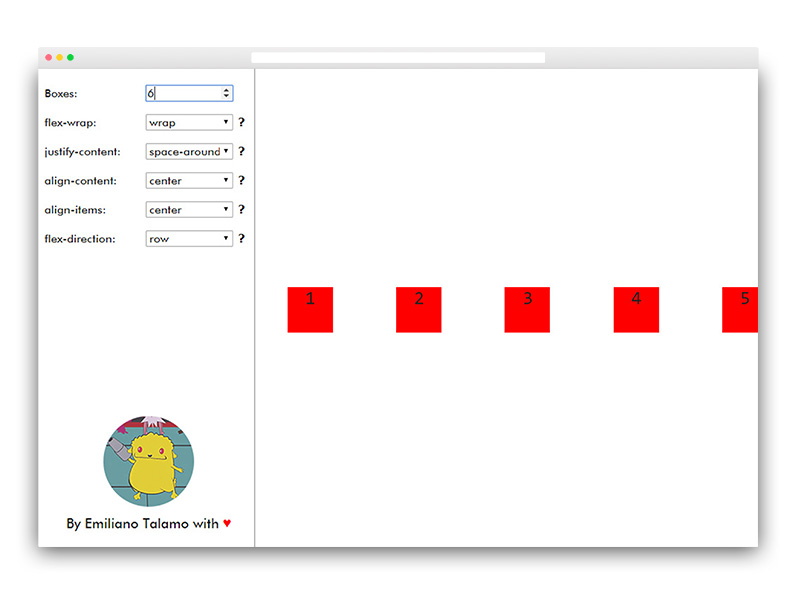 Boxes: 6
flex-wrap: wrap ?
justify-content: space-around ?
align-content: center ?
align-items: center ?
flex-direction: row ?
1 2 3 4 5
By Emiliano Talamo with ♥